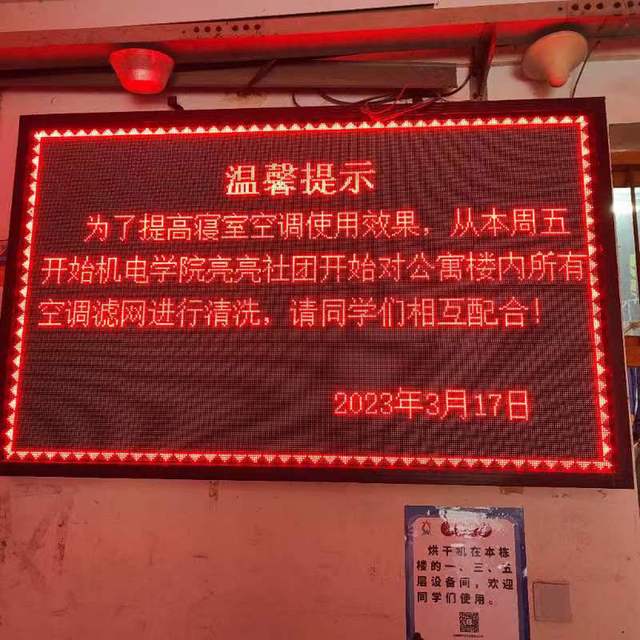 温馨提示
为了提高寝室空调使用效果，从本周五
开始机电学院亮亮社团开始对公寓楼内所有
空调滤网进行清洗，请同学们相互配合！
2023年3月17日
烘干机在本栋
楼的一、三、五
层设备间，欢迎
同学们使用。